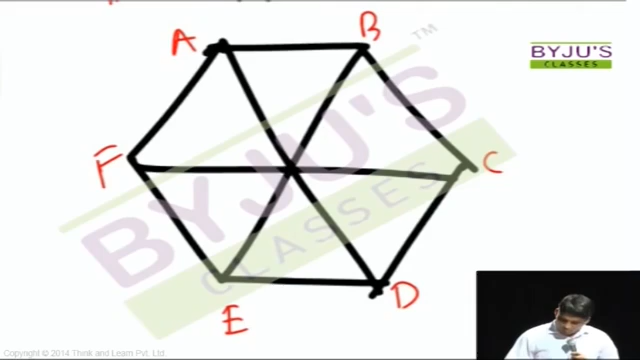 A
B
™
BYJU'S
CLASSES
BYJU'S
CLASSES
F
C
E
D
Copyright © 2014 Think and Learn Pvt. Ltd.